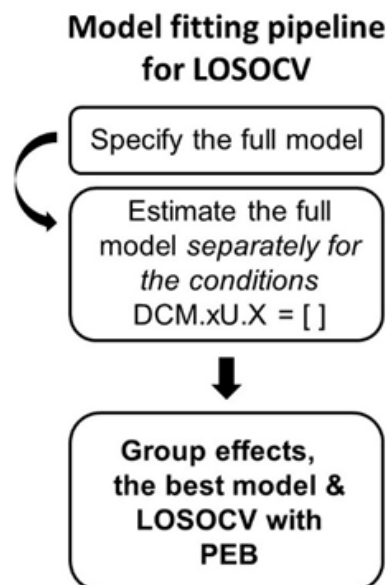 Model fitting pipeline
for LOSOCV
Specify the full model
Estimate the full
model separately for
the conditions
DCM.xU.X = [ ]
Group effects,
the best model &
LOSOCV with
PEB